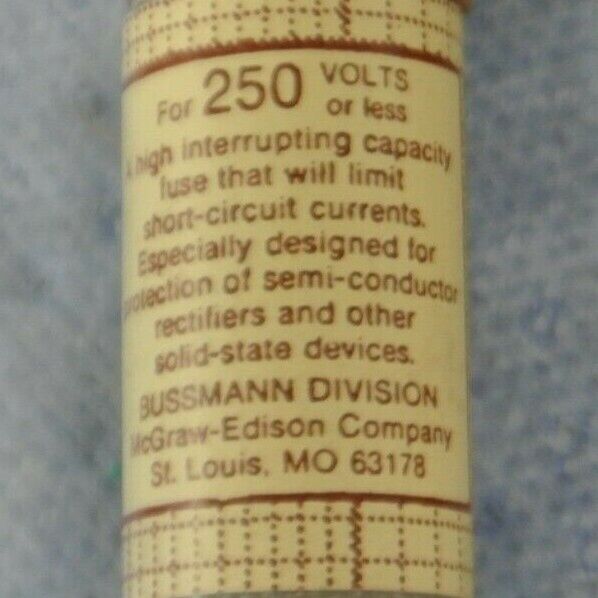 For 250 VOLTS
or less
A high interrupting capacity
fuse that will limit
short-circuit currents.
Especially designed for
protection of semi-conductor
rectifiers and other
solid-state devices.
BUSSMANN DIVISION
McGraw-Edison Company
St. Louis, MO 63178